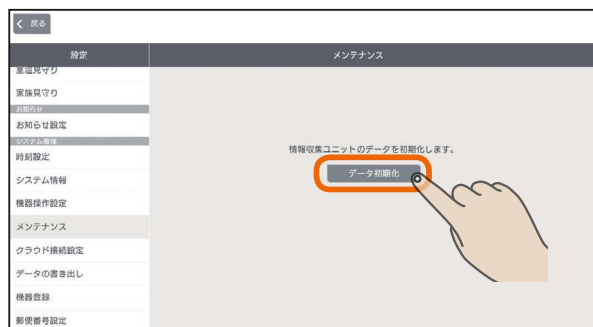 戻る
設定
メンテナンス
室温見守り
家族見守り
お知らせ
お知らせ設定
システム管理
時刻設定
システム情報
機器操作設定
メンテナンス
クラウド接続設定
データの書き出し
機器登録
郵便番号設定
情報収集ユニットのデータを初期化します。
データ初期化